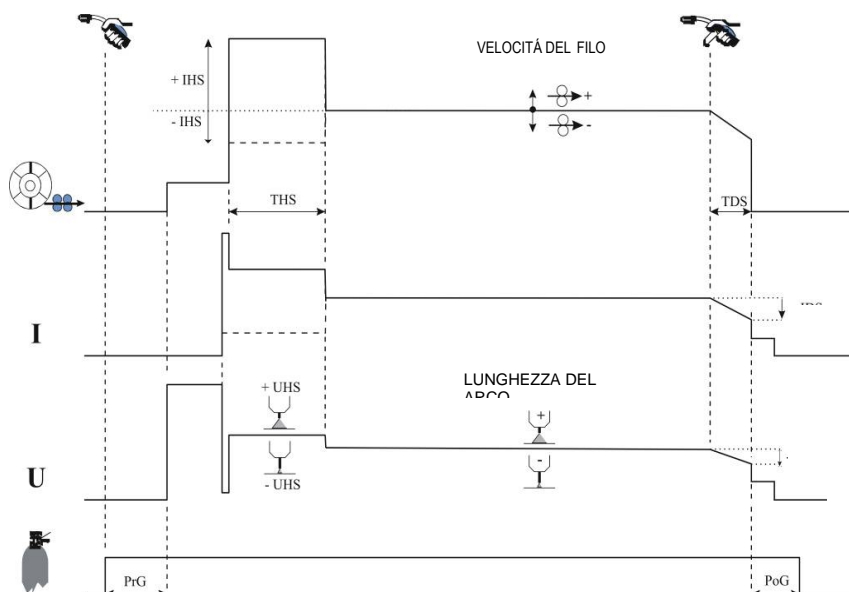 VELOCITÁ DEL FILO
+ IHS
+
- IHS
-
THS
TDS
I
LUNGHEZZA DEL
+ UHS
+
-
U
- UHS
PrG
PoG